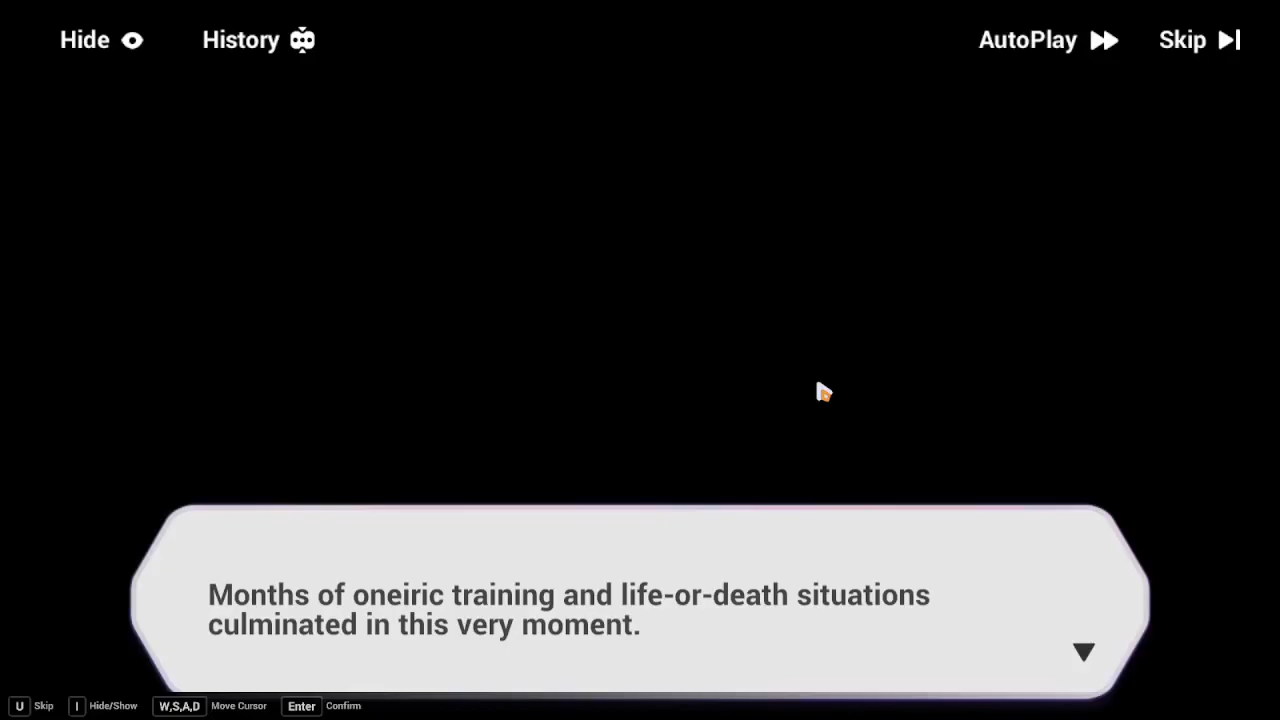 Hide
History
AutoPlay
Skip
Months of oneiric training and life-or-death situations
culminated in this very moment.
U Skip I Hide/Show W,S,A,D Move Cursor Enter Confirm